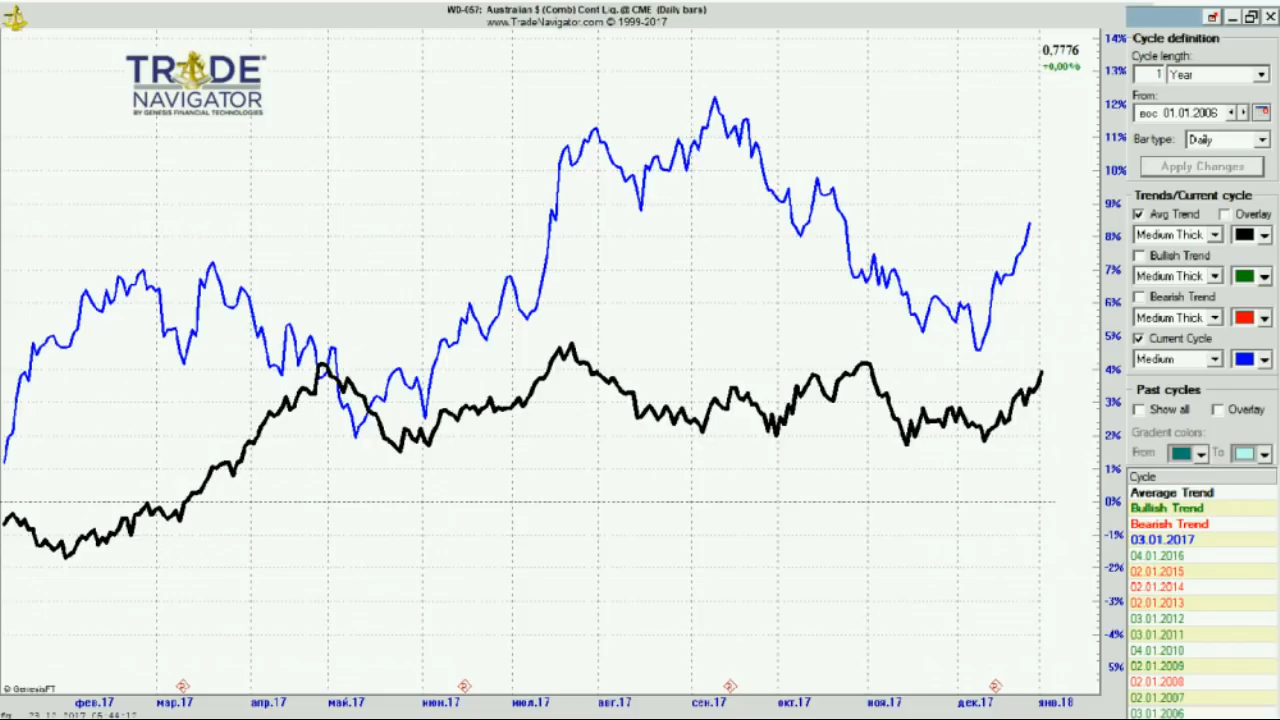 WD-057: Australian $ (Comb) Cont Liq. @ CME (Daily bars)
www.TradeNavigator.com © 1999-2017
TRADE
NAVIGATOR
BY GENESIS FINANCIAL TECHNOLOGIES
0,7776
+0,00%
14%
13%
12%
11%
10%
9%
8%
7%
6%
5%
4%
3%
2%
1%
0%
-1%
-2%
-3%
-4%
5%
© GenesisFT
фев.17
мар.17
апр.17
май.17
июн.17
июл.17
авг.17
сен.17
окт.17
ноя.17
дек.17
янв.18
Cycle definition
Cycle length:
1 Year
From:
вос 01.01.2006
Bar type: Daily
Apply Changes
Trends/Current cycle
Avg Trend Overlay
Medium Thick
Bullish Trend
Medium Thick
Bearish Trend
Medium Thick
Current Cycle
Medium
Past cycles
Show all Overlay
Gradient colors:
From To
Cycle
Average Trend
Bullish Trend
Bearish Trend
03.01.2017
04.01.2016
02.01.2015
02.01.2014
02.01.2013
03.01.2012
03.01.2011
04.01.2010
02.01.2009
02.01.2008
02.01.2007
03.01.2006